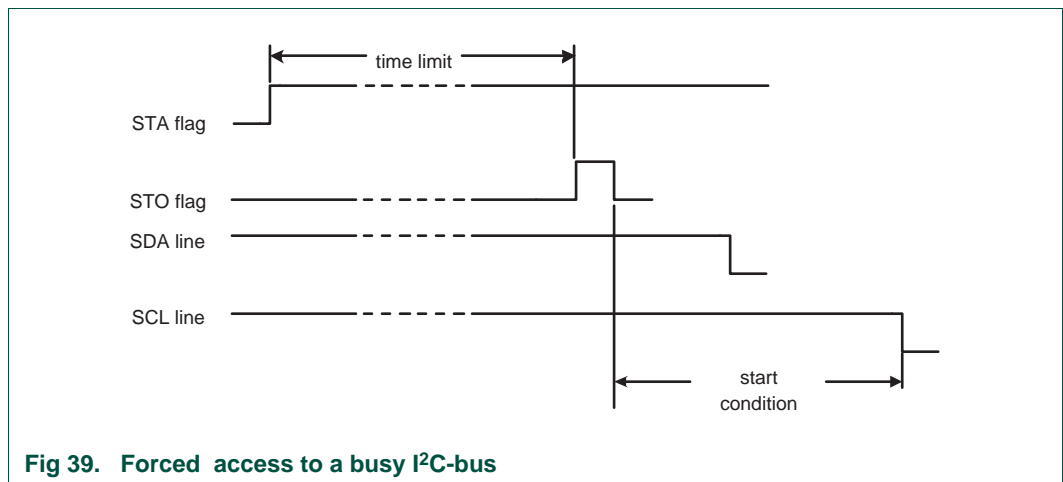 time limit
STA flag
STO flag
SDA line
SCL line
start
condition
Fig 39. Forced access to a busy I²C-bus